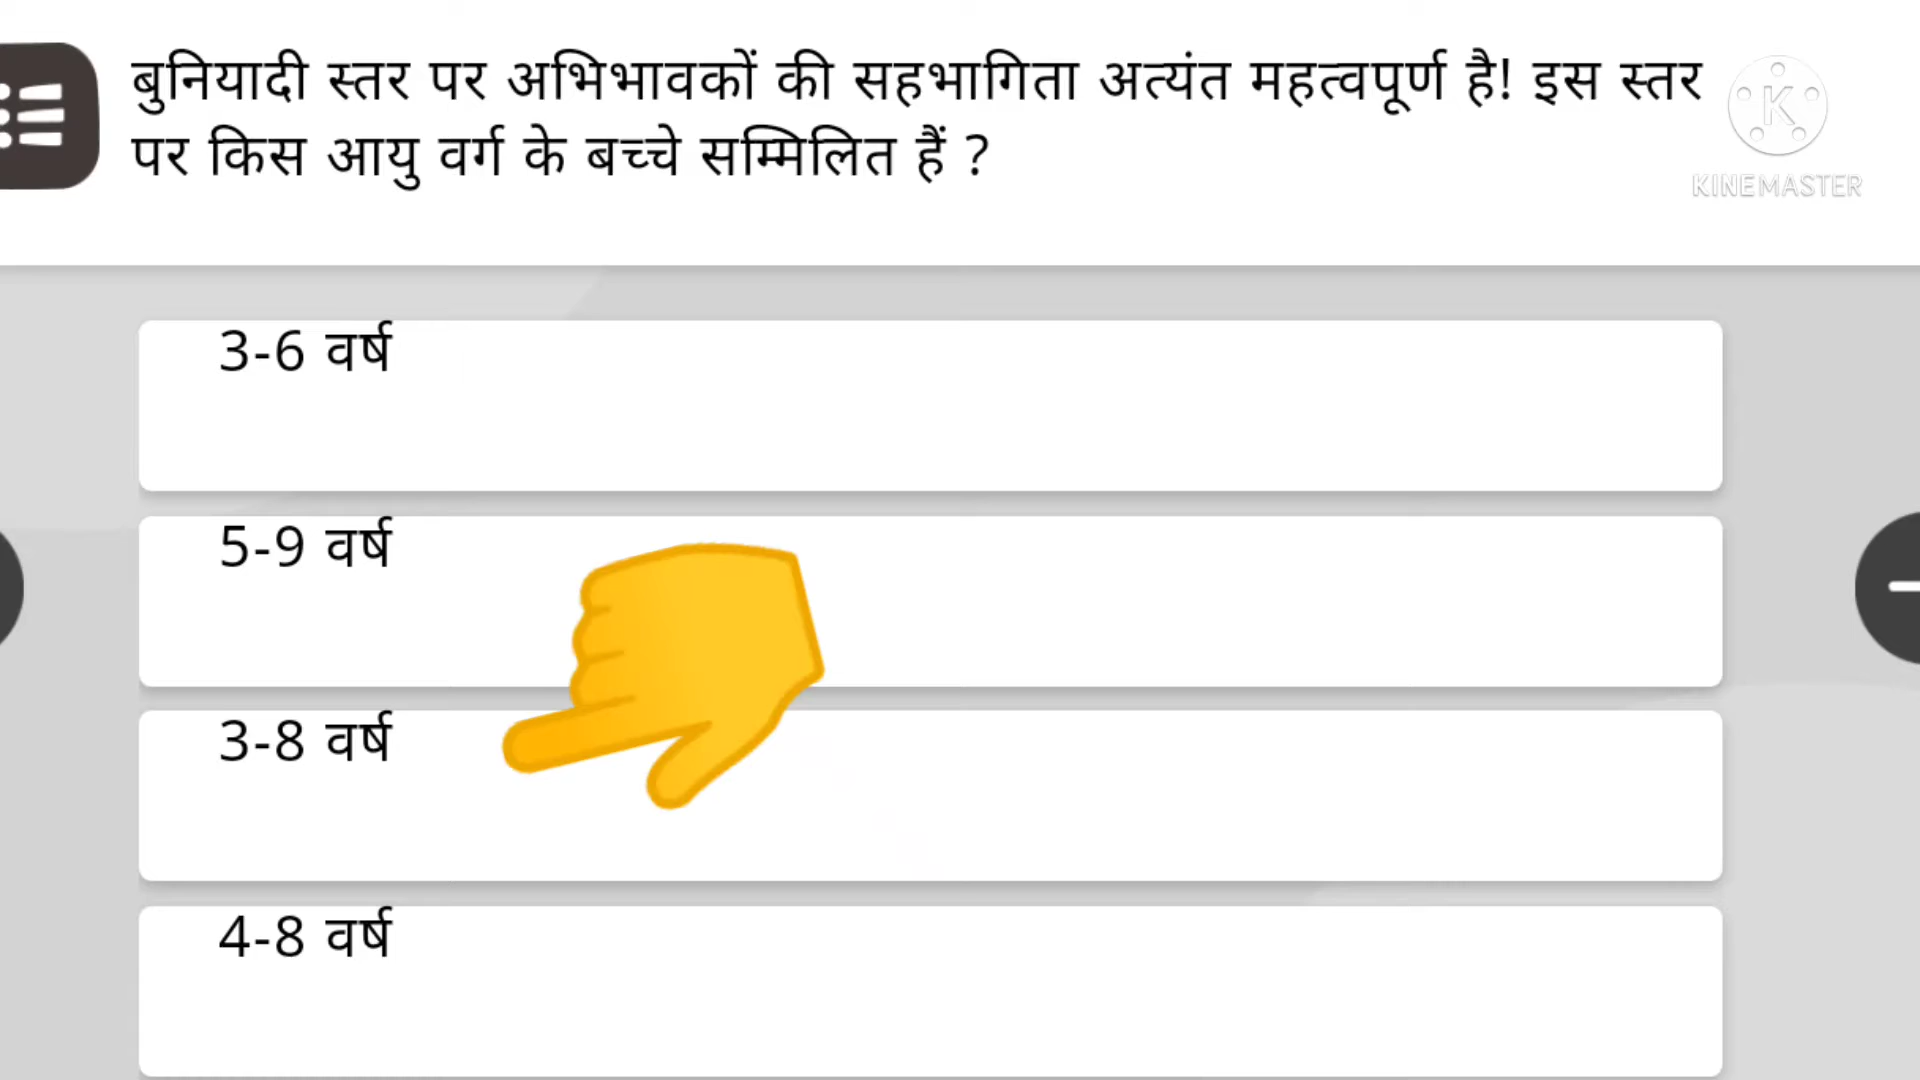 बुनियादी स्तर पर अभिभावकों की सहभागिता अत्यंत महत्वपूर्ण है! इस स्तर
पर किस आयु वर्ग के बच्चे सम्मिलित हैं ?
K
KINEMASTER
3-6 वर्ष
5-9 वर्ष
3-8 वर्ष
4-8 वर्ष